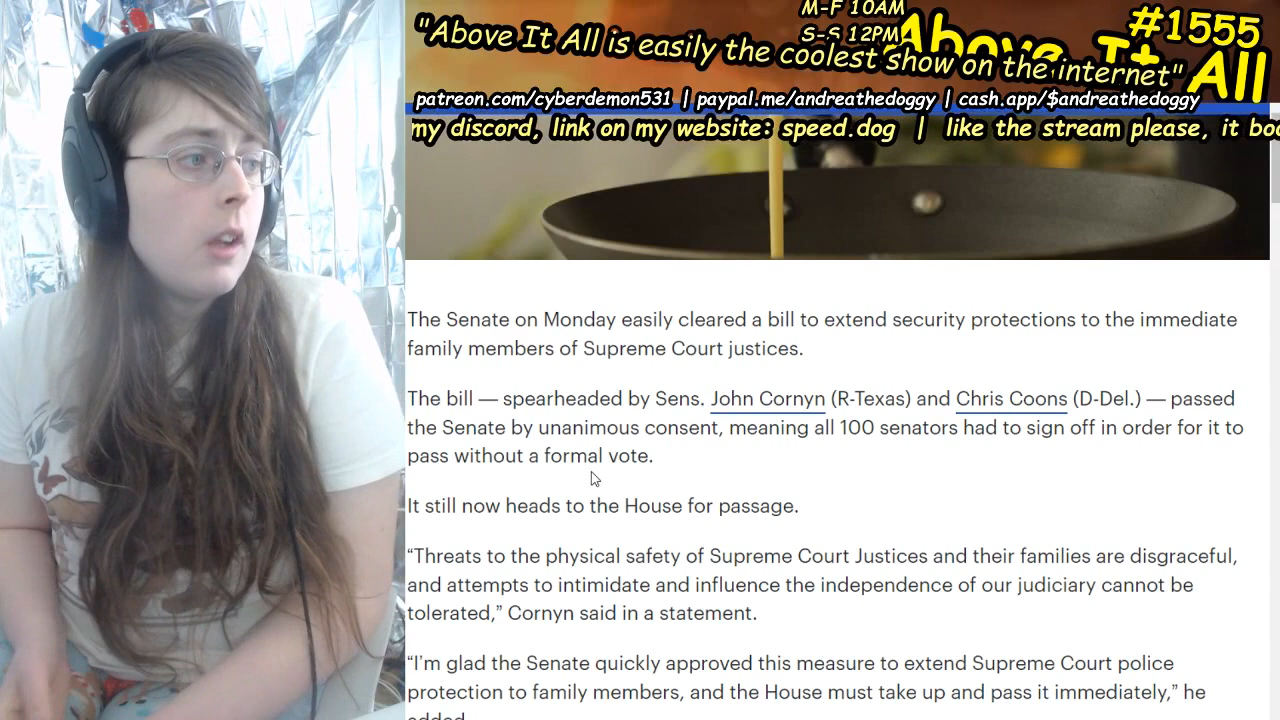 M-F 10AM
S-S 12PM
Above It All
#1555
"Above It All is easily the coolest show on the internet"
patreon.com/cyberdemon531 | paypal.me/andreathedoggy | cash.app/$andreathedoggy
my discord, link on my website: speed.dog | like the stream please, it
The Senate on Monday easily cleared a bill to extend security protections to the immediate
family members of Supreme Court justices.
The bill — spearheaded by Sens. John Cornyn (R-Texas) and Chris Coons (D-Del.) — passed
the Senate by unanimous consent, meaning all 100 senators had to sign off in order for it to
pass without a formal vote.
It still now heads to the House for passage.
“Threats to the physical safety of Supreme Court Justices and their families are disgraceful,
and attempts to intimidate and influence the independence of our judiciary cannot be
tolerated,” Cornyn said in a statement.
“I’m glad the Senate quickly approved this measure to extend Supreme Court police
protection to family members, and the House must take up and pass it immediately,” he
added